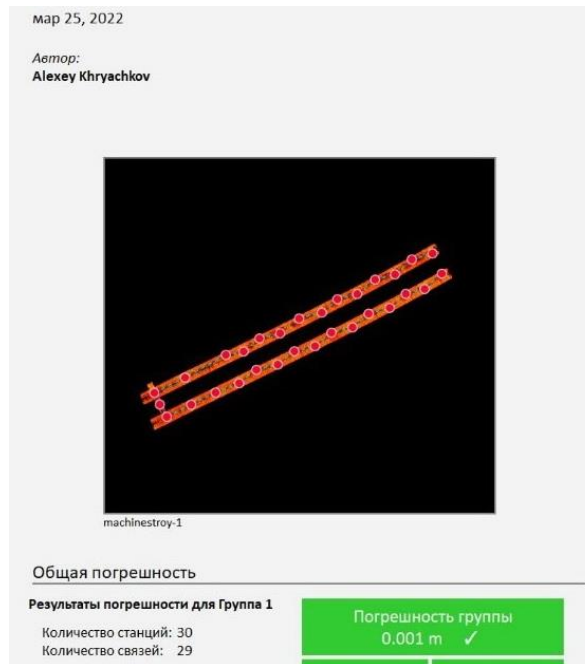 мар 25, 2022
Автор:
Alexey Khryachkov
machinestroy-1
Общая погрешность
Результаты погрешности для Группа 1
Количество станций: 30
Количество связей: 29
Погрешность группы
0.001 m ✓